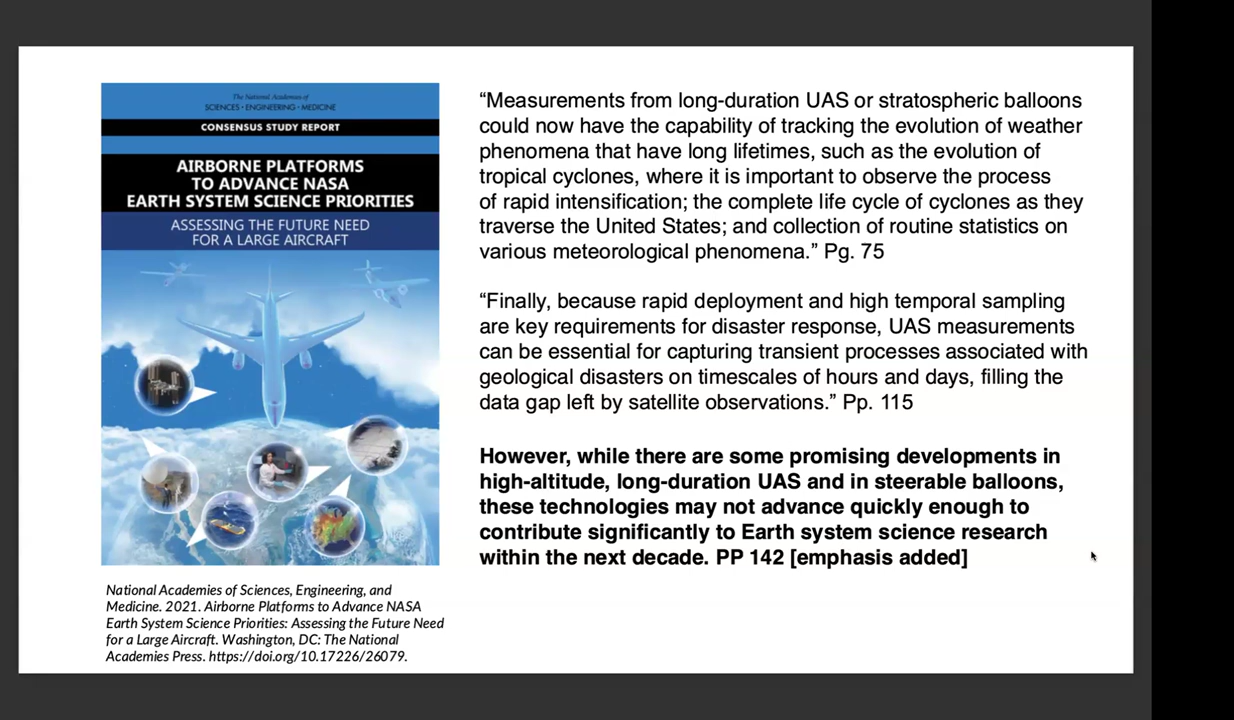 The National Academies of
SCIENCES • ENGINEERING • MEDICINE
CONSENSUS STUDY REPORT
AIRBORNE PLATFORMS
TO ADVANCE NASA
EARTH SYSTEM SCIENCE PRIORITIES
ASSESSING THE FUTURE NEED
FOR A LARGE AIRCRAFT
National Academies of Sciences, Engineering, and
Medicine. 2021. Airborne Platforms to Advance NASA
Earth System Science Priorities: Assessing the Future Need
for a Large Aircraft. Washington, DC: The National
Academies Press. https://doi.org/10.17226/26079.
“Measurements from long-duration UAS or stratospheric balloons
could now have the capability of tracking the evolution of weather
phenomena that have long lifetimes, such as the evolution of
tropical cyclones, where it is important to observe the process
of rapid intensification; the complete life cycle of cyclones as they
traverse the United States; and collection of routine statistics on
various meteorological phenomena.” Pg. 75
“Finally, because rapid deployment and high temporal sampling
are key requirements for disaster response, UAS measurements
can be essential for capturing transient processes associated with
geological disasters on timescales of hours and days, filling the
data gap left by satellite observations.” Pp. 115
However, while there are some promising developments in
high-altitude, long-duration UAS and in steerable balloons,
these technologies may not advance quickly enough to
contribute significantly to Earth system science research
within the next decade. PP 142 [emphasis added]